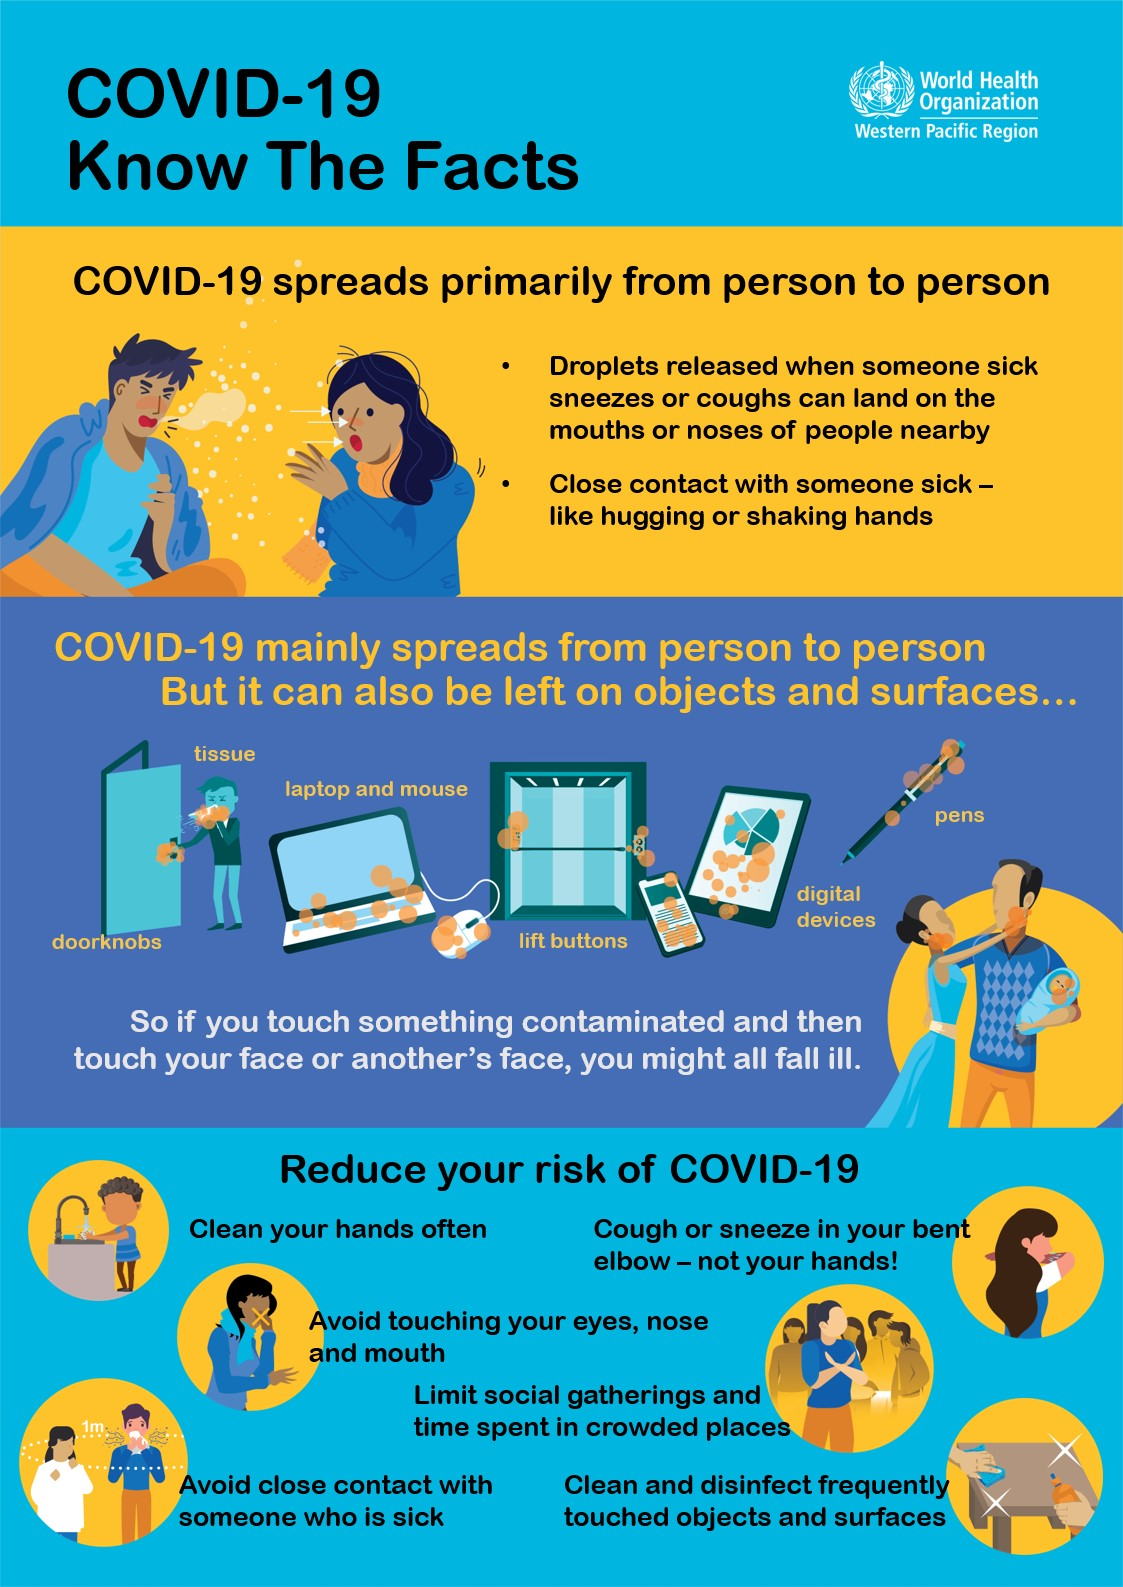 COVID-19
Know The Facts
World Health
Organization
Western Pacific Region
COVID-19 spreads primarily from person to person
• Droplets released when someone sick
sneezes or coughs can land on the
mouths or noses of people nearby
• Close contact with someone sick –
like hugging or shaking hands
COVID-19 mainly spreads from person to person
But it can also be left on objects and surfaces...
tissue
laptop and mouse
pens
digital
devices
doorknobs
lift buttons
So if you touch something contaminated and then
touch your face or another's face, you might all fall ill.
Reduce your risk of COVID-19
Clean your hands often
Cough or sneeze in your bent
elbow – not your hands!
Avoid touching your eyes, nose
and mouth
Limit social gatherings and
time spent in crowded places
1m
Avoid close contact with
someone who is sick
Clean and disinfect frequently
touched objects and surfaces